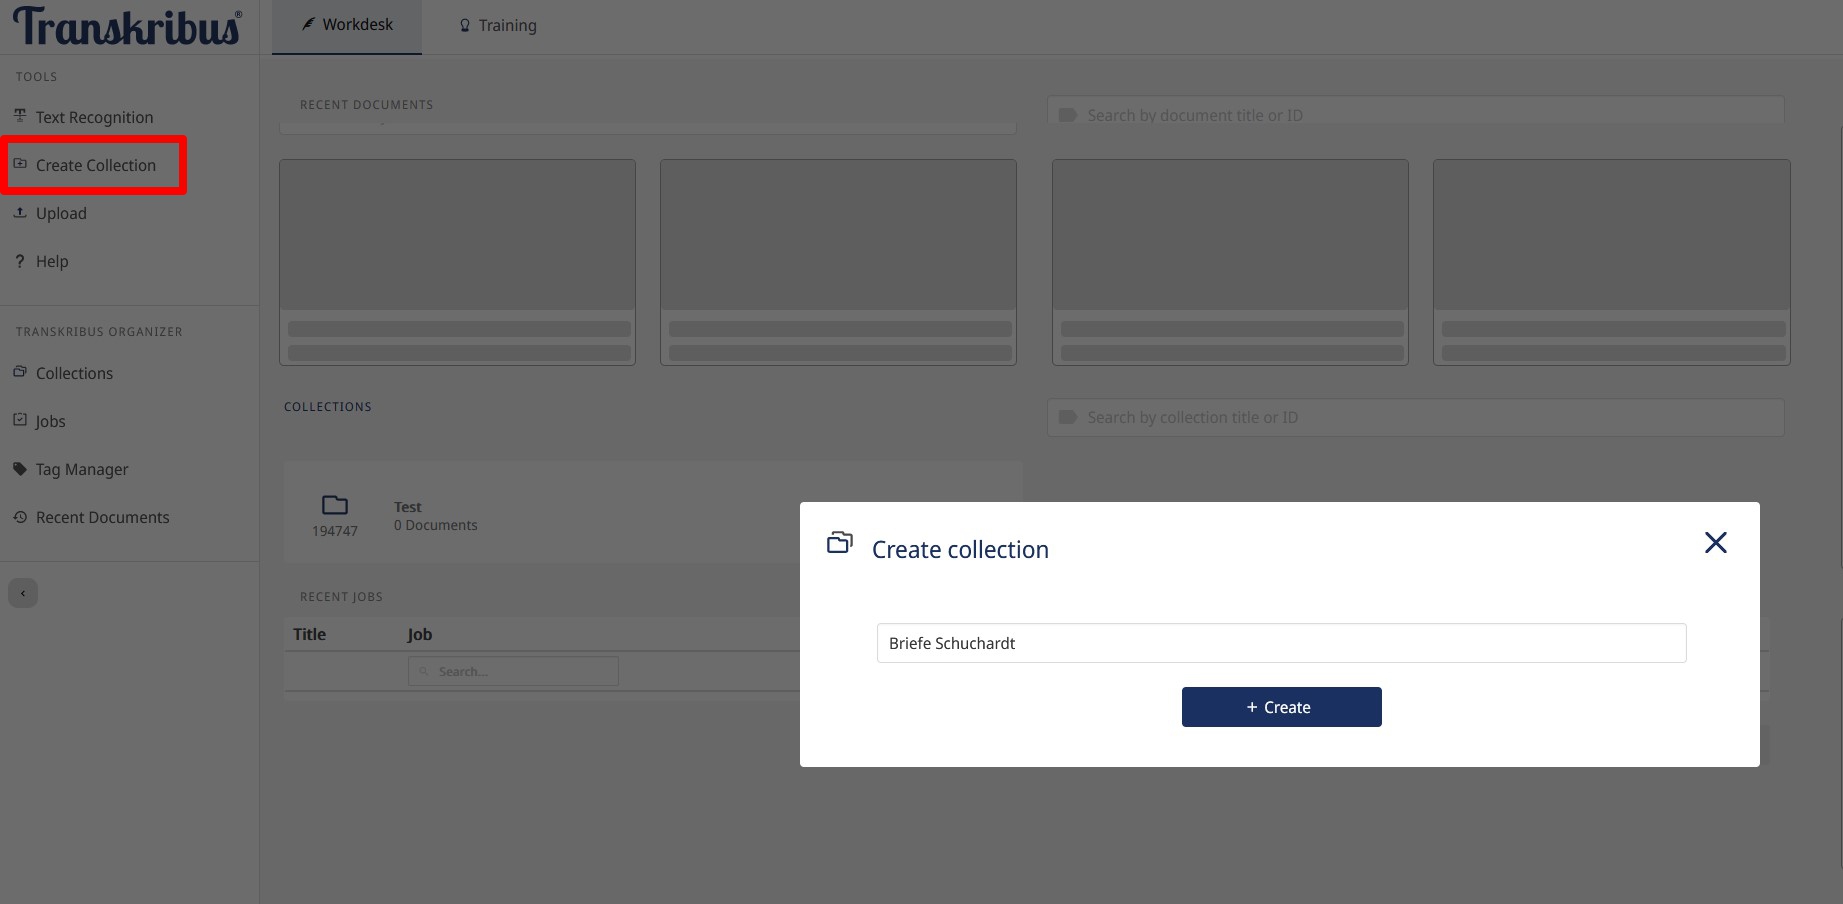 Transkribus®
Workdesk
Training
TOOLS
Text Recognition
Create Collection
Upload
? Help
TRANSKRIBUS ORGANIZER
Collections
Jobs
Tag Manager
Recent Documents
RECENT DOCUMENTS
Search by document title or ID
COLLECTIONS
Search by collection title or ID
194747
Test
0 Documents
RECENT JOBS
Title Job
Search...
Create collection
Briefe Schuchardt
+ Create